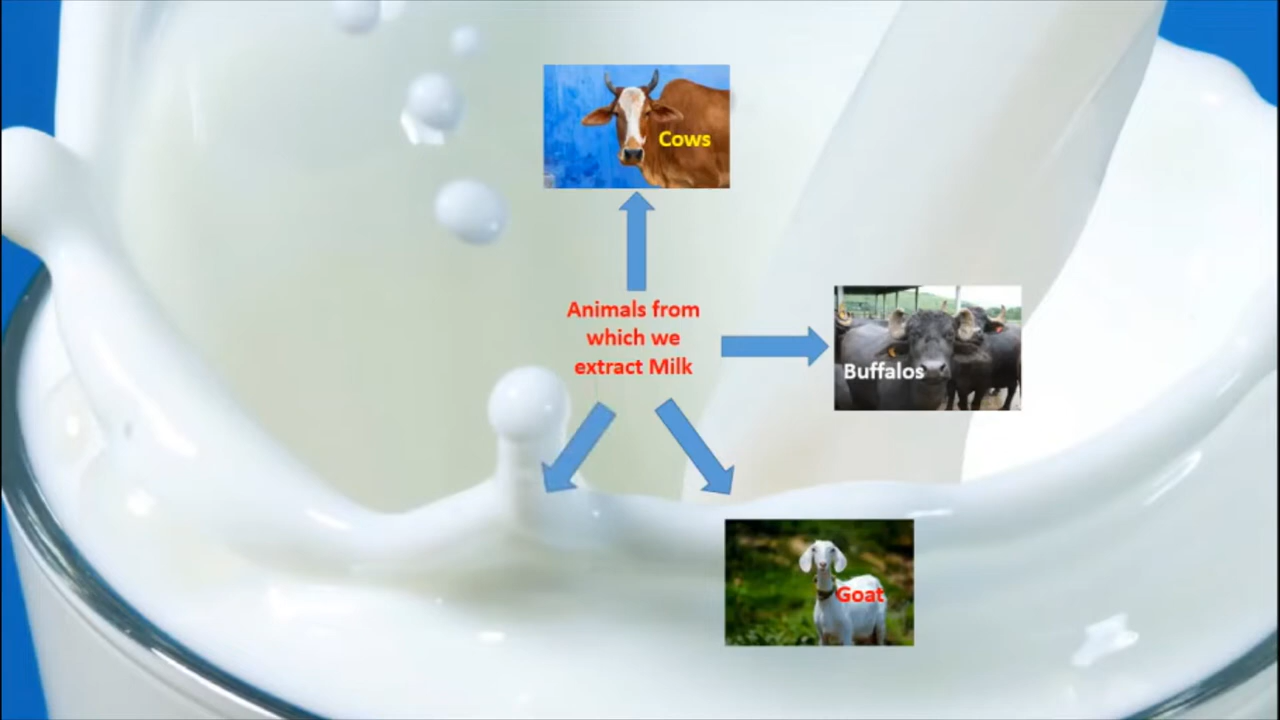 Cows
Animals from
which we
extract Milk
Buffalos
Goat